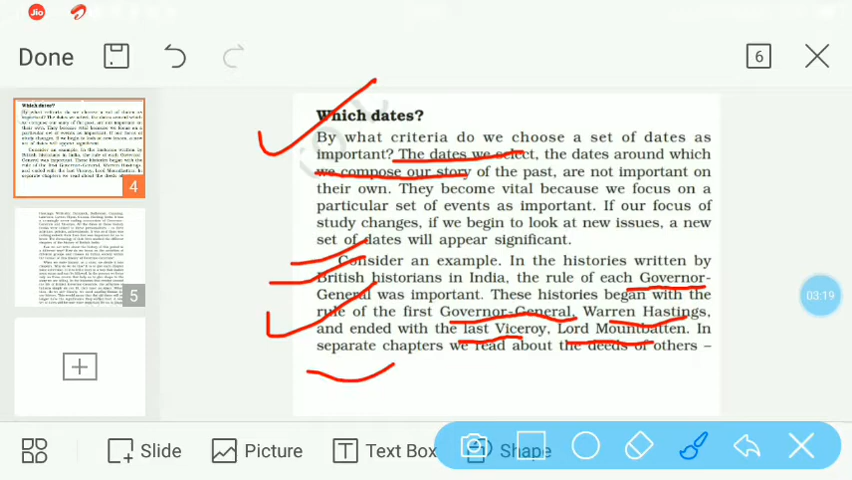 Jio
Done
6
Which dates?
By what criteria do we choose a set of dates as
important? The dates we select, the dates around which
we compose our story of the past, are not important on
their own. They become vital because we focus on a
particular set of events as important. If our focus of
study changes, if we begin to look at new issues, a new
set of dates will appear significant.
Consider an example. In the histories written by
British historians in India, the rule of each Governor-
General was important. These histories began with the
rule of the first Governor-General, Warren Hastings,
and ended with the last Viceroy, Lord Mountbatten. In
separate chapters we read about the deeds of others –
4
5
03:19
Slide
Picture
Text Box
Shape